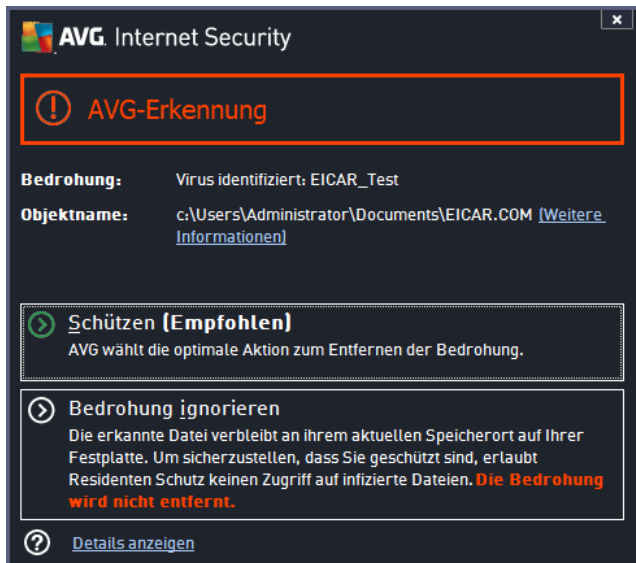 AVG. Internet Security
x
AVG-Erkennung
Bedrohung: Virus identifiziert: EICAR_Test
Objektname: c:\Users\Administrator\Documents\EICAR.COM (Weitere
Informationen)
Schützen (Empfohlen)
AVG wählt die optimale Aktion zum Entfernen der Bedrohung.
Bedrohung ignorieren
Die erkannte Datei verbleibt an ihrem aktuellen Speicherort auf Ihrer
Festplatte. Um sicherzustellen, dass Sie geschützt sind, erlaubt
Residenten Schutz keinen Zugriff auf infizierte Dateien. Die Bedrohung
wird nicht entfernt.
Details anzeigen